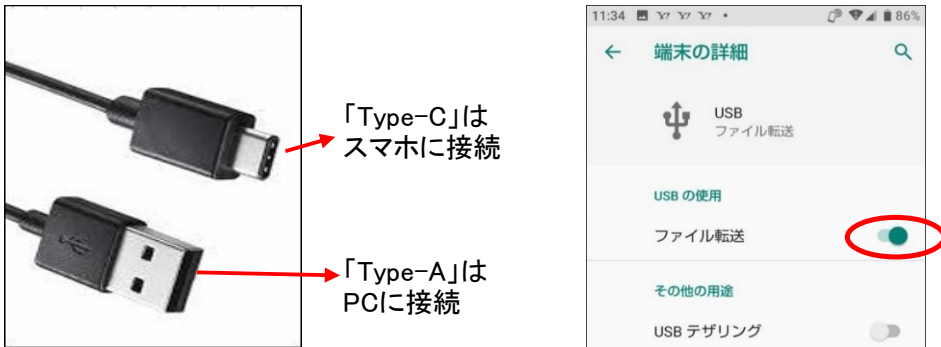 「Type-C」は
スマホに接続
「Type-A」は
PCに接続
11:34 Y! Y! Y! • 86%
端末の詳細
USB
ファイル転送
USB の使用
ファイル転送
その他の用途
USB テザリング